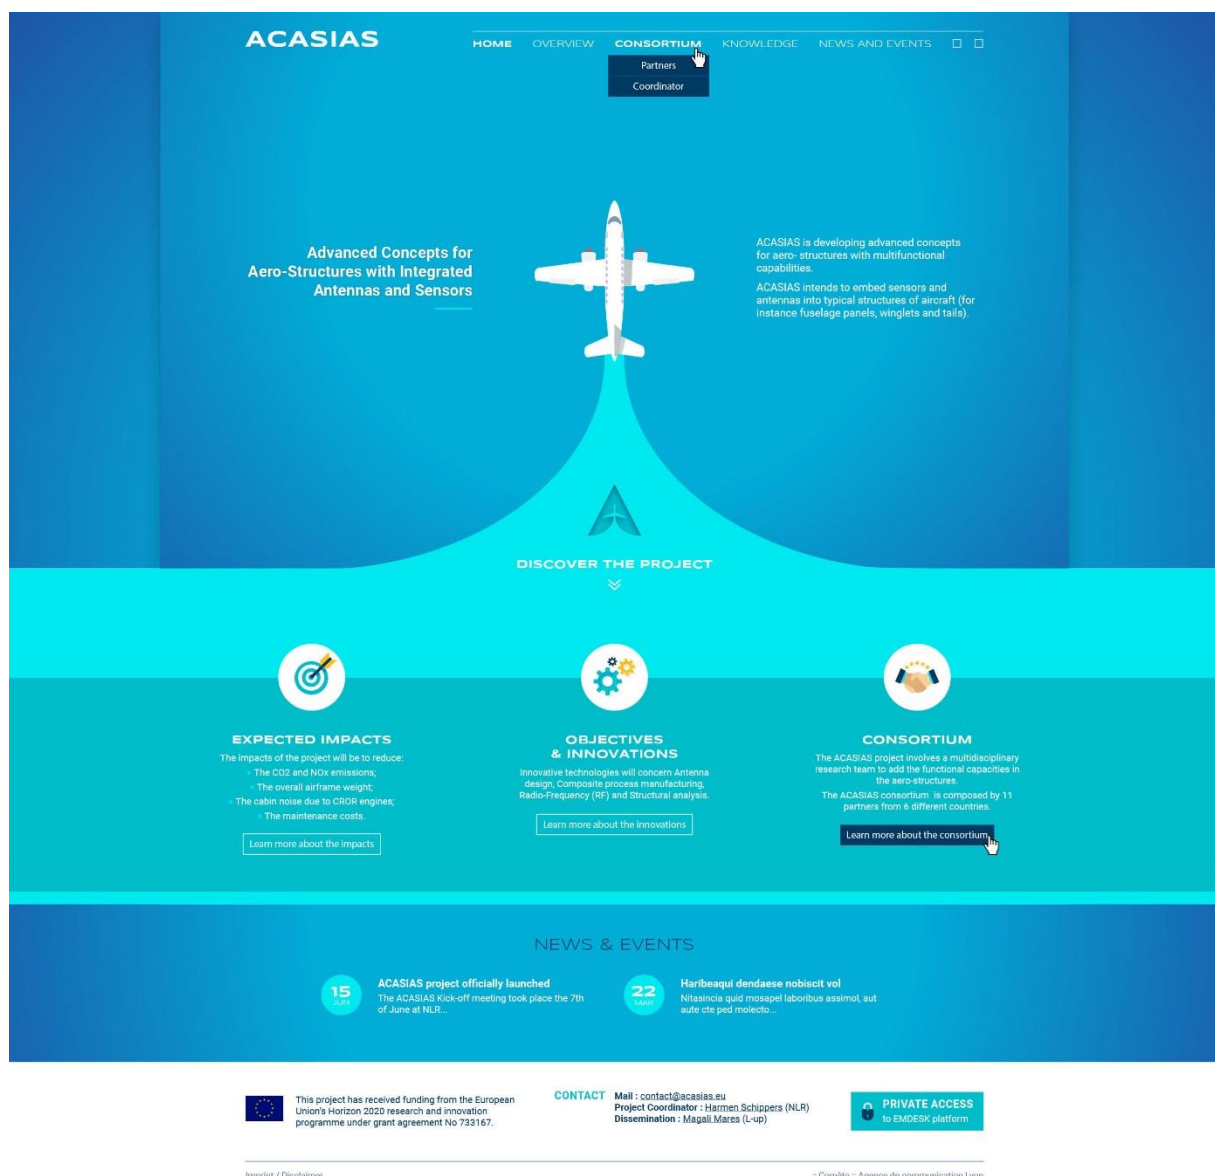 ACASIAS
HOME OVERVIEW CONSORTIUM KNOWLEDGE NEWS AND EVENTS
Partners
Coordinator
Advanced Concepts for
Aero-Structures with Integrated
Antennas and Sensors
ACASIAS is developing advanced concepts
for aero- structures with multifunctional
capabilities.
ACASIAS intends to embed sensors and
antennas into typical structures of aircraft (for
instance fuselage panels, winglets and tails).
DISCOVER THE PROJECT
EXPECTED IMPACTS
The impacts of the project will be to reduce:
The CO2 and NOx emissions;
The overall airframe weight;
The cabin noise due to CROR engines;
The maintenance costs.
Learn more about the impacts
OBJECTIVES
& INNOVATIONS
Innovative technologies will concern Antenna
design, Composite process manufacturing,
Radio-Frequency (RF) and Structural analysis.
Learn more about the innovations
CONSORTIUM
The ACASIAS project involves a multidisciplinary
research team to add the functional capacities in
the aero-structures.
The ACASIAS consortium is composed by 11
partners from 6 different countries.
Learn more about the consortium
NEWS & EVENTS
15
JUN
ACASIAS project officially launched
The ACASIAS Kick-off meeting took place the 7th
of June at NLR...
22
MAR
Haribeaqui dendaese nobiscit vol
Nitasincia quid mosapel laboribus assimol, aut
aute cte ped molecto...
This project has received funding from the European
Union's Horizon 2020 research and innovation
programme under grant agreement No 733167.
CONTACT
Mail : contact@acasias.eu
Project Coordinator : Harmen Schippers (NLR)
Dissemination : Magali Mares (L-up)
PRIVATE ACCESS
to EMDESK platform
Imprint / Disclaimer
:: Comète :: Agence de communication Lyon